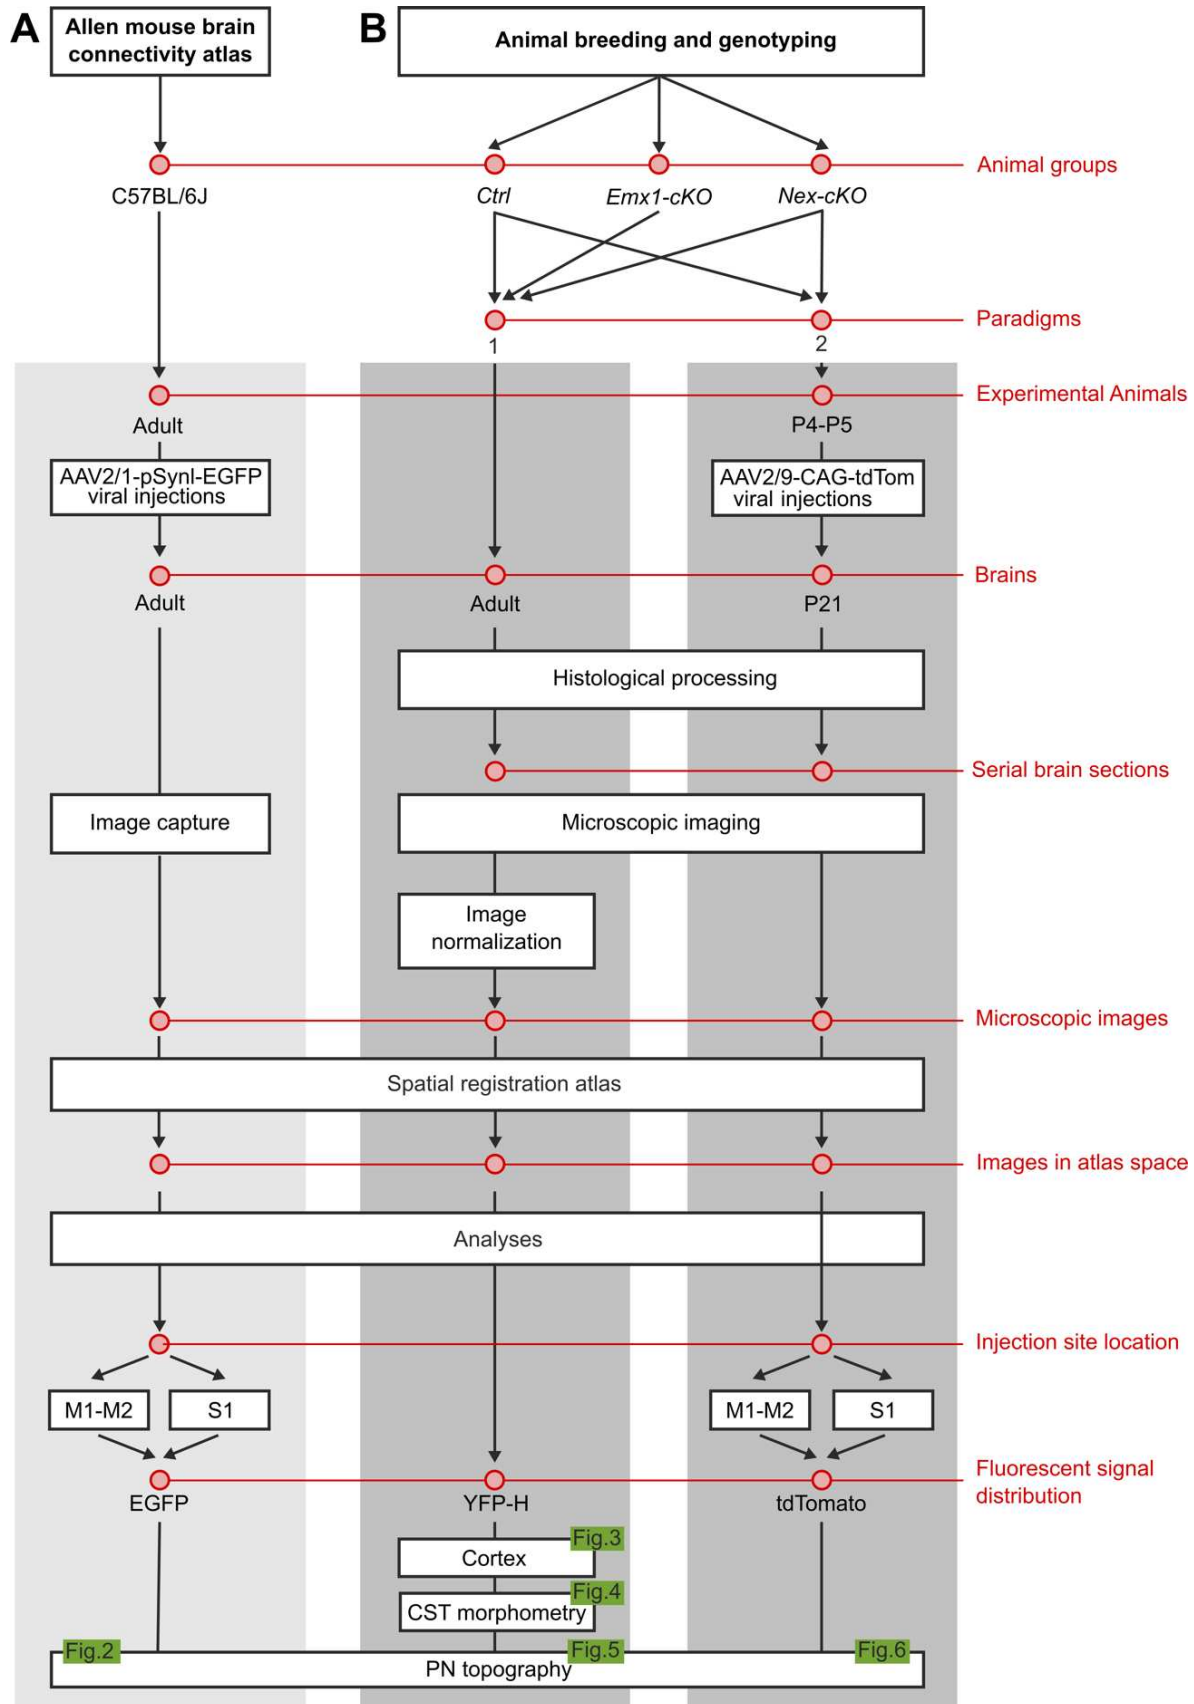 A
Allen mouse brain
connectivity atlas
B
Animal breeding and genotyping
Animal groups
C57BL/6J
Ctrl
Emx1-cKO
Nex-cKO
Paradigms
1
2
Experimental Animals
Adult
P4-P5
AAV2/1-pSynI-EGFP
viral injections
AAV2/9-CAG-tdTom
viral injections
Brains
Adult
Adult
P21
Histological processing
Serial brain sections
Image capture
Microscopic imaging
Image
normalization
Microscopic images
Spatial registration atlas
Images in atlas space
Analyses
Injection site location
M1-M2
S1
M1-M2
S1
Fluorescent signal
distribution
EGFP
YFP-H
tdTomato
Fig.3
Cortex
Fig.4
CST morphometry
Fig.2
Fig.5
Fig.6
PN topography